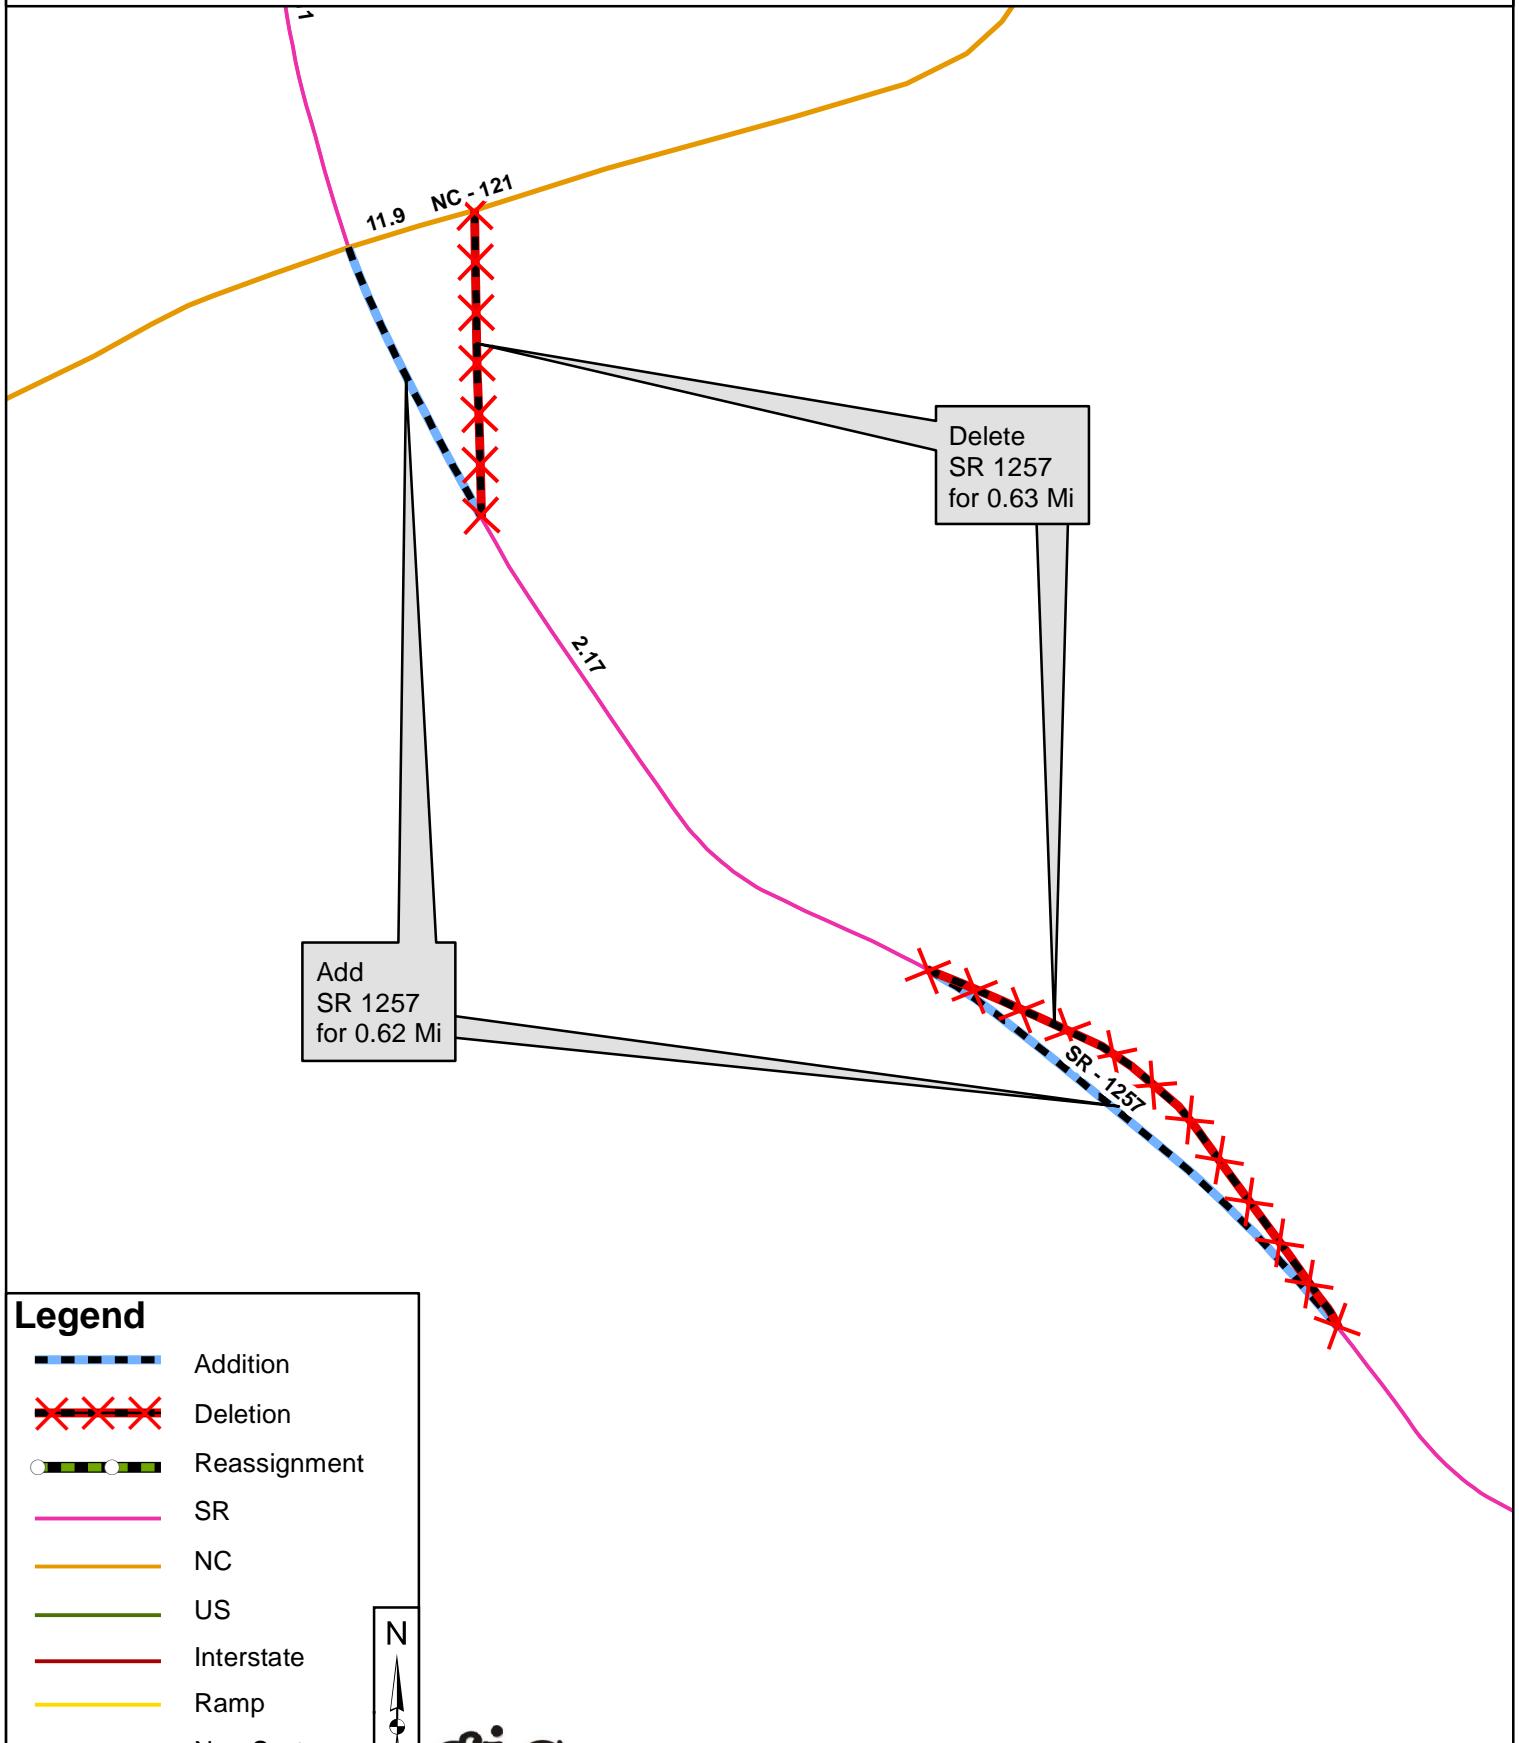 11.9
NC - 121
Delete
SR 1257
for 0.63 Mi
2.17
Add
SR 1257
for 0.62 Mi
SR - 1257
Legend
Addition
Deletion
Reassignment
SR
NC
US
Interstate
Ramp
N